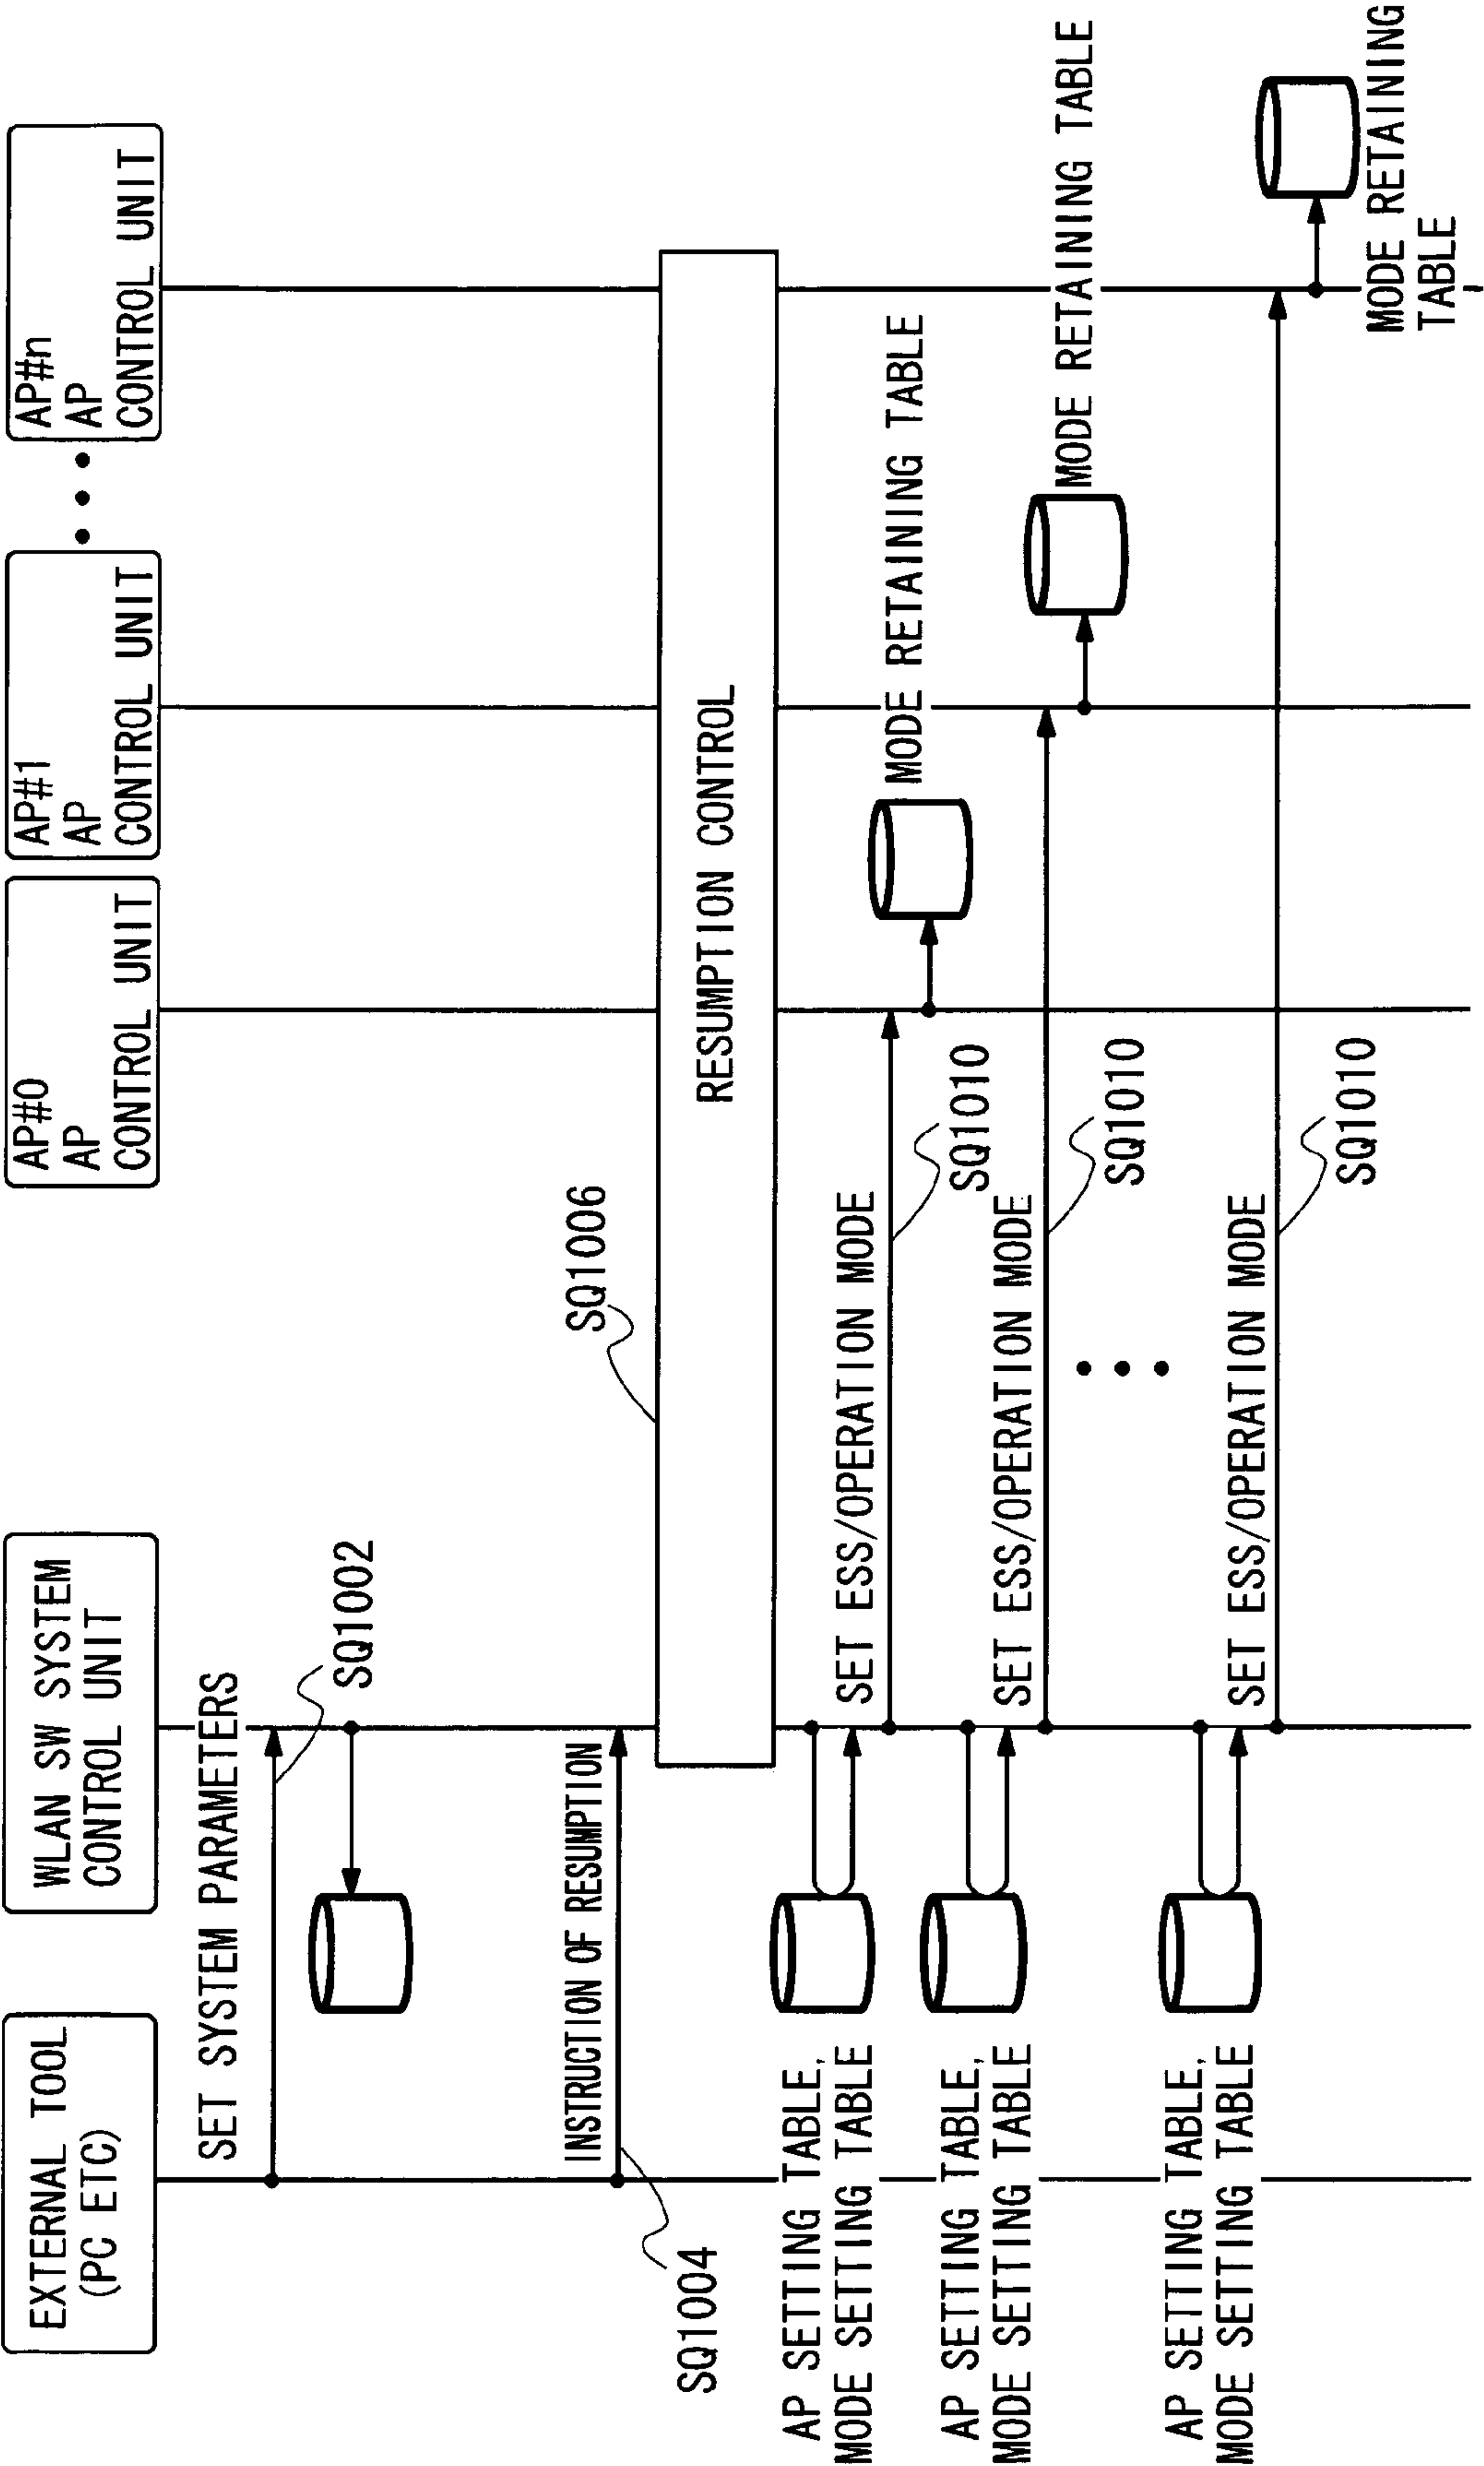 EXTERNAL TOOL
(PC ETC)
WLAN SW SYSTEM
CONTROL UNIT
AP#0
AP
CONTROL UNIT
AP#1
AP
CONTROL UNIT
AP#n
AP
CONTROL UNIT
SET SYSTEM PARAMETERS
SQ1002
INSTRUCTION OF RESUMPTION
SQ1004
SQ1006
RESUMPTION CONTROL
AP SETTING TABLE,
MODE SETTING TABLE
SET ESS/OPERATION MODE
SQ1010
MODE RETAINING TABLE
AP SETTING TABLE,
MODE SETTING TABLE
SET ESS/OPERATION MODE
SQ1010
MODE RETAINING TABLE
AP SETTING TABLE,
MODE SETTING TABLE
SET ESS/OPERATION MODE
SQ1010
MODE RETAINING
TABLE